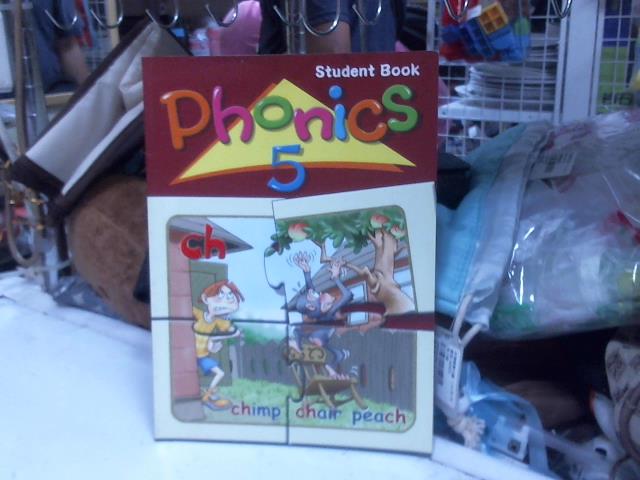 Student Book
Phonics
5
ch
chimp chair peach